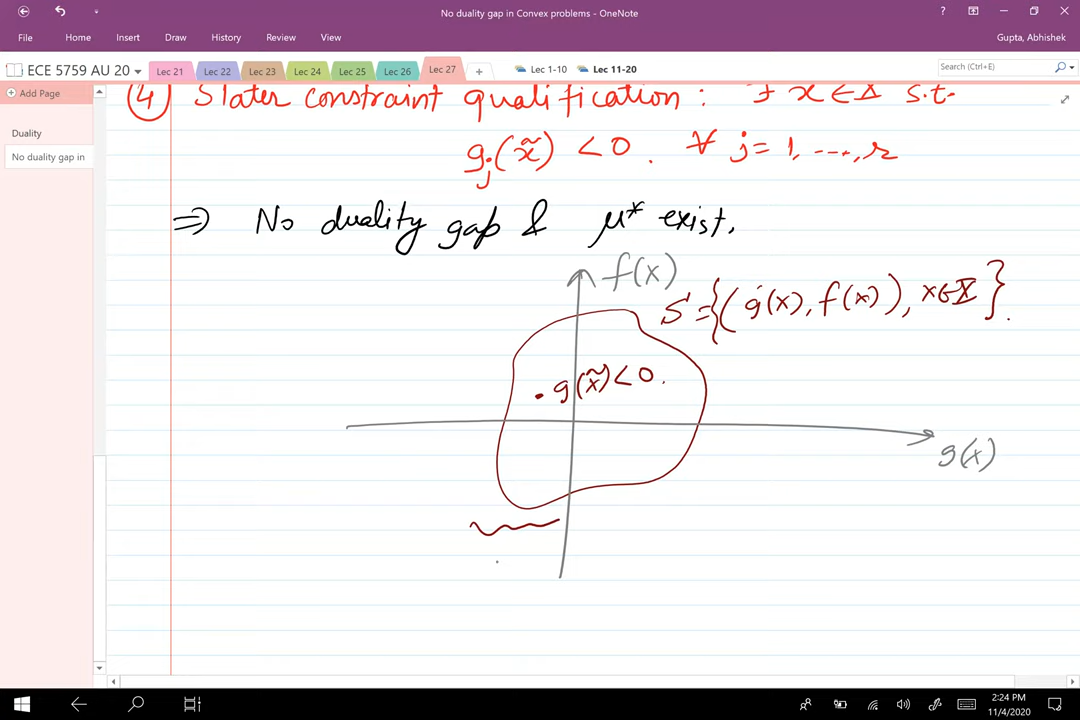 No duality gap in Convex problems - OneNote
?
Gupta, Abhishek
File Home Insert Draw History Review View
ECE 5759 AU 20
Lec 21 Lec 22 Lec 23 Lec 24 Lec 25 Lec 26 Lec 27 + Lec 1-10 Lec 11-20
Search (Ctrl+E)
Add Page
Duality
No duality gap in
④ Slater constraint qualification : ∃ x ∈ X s.t.
g_j(x̃) < 0. ∀ j = 1, ..., r
⇒ No duality gap & μ* exist.
f(x)
S = {(g(x), f(x)), x∈X}.
g(x̃) < 0.
g(x)
2:24 PM
11/4/2020